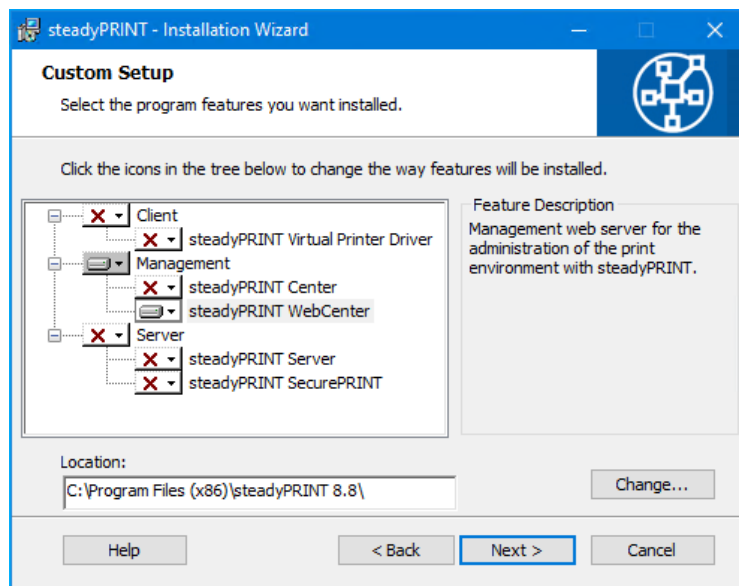 steadyPRINT - Installation Wizard
Custom Setup
Select the program features you want installed.
Click the icons in the tree below to change the way features will be installed.
Client
steadyPRINT Virtual Printer Driver
Management
steadyPRINT Center
steadyPRINT WebCenter
Server
steadyPRINT Server
steadyPRINT SecurePRINT
Feature Description
Management web server for the
administration of the print
environment with steadyPRINT.
Location:
C:\Program Files (x86)\steadyPRINT 8.8\
Change...
Help
< Back
Next >
Cancel